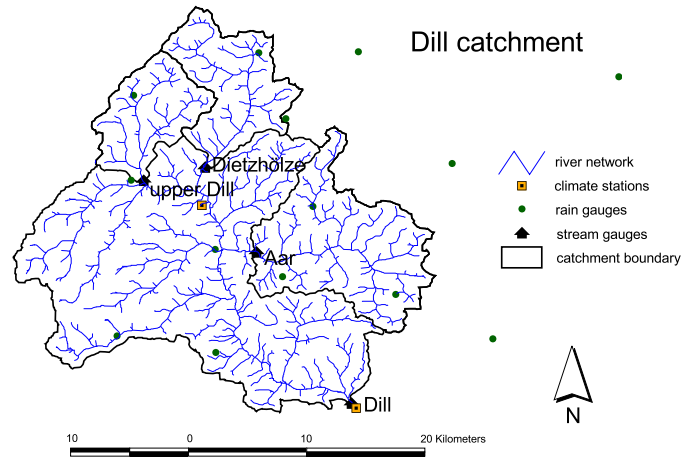 Dill catchment
Dietzhölze
upper Dill
Aar
Dill
river network
climate stations
rain gauges
stream gauges
catchment boundary
N
10 0 10 20 Kilometers